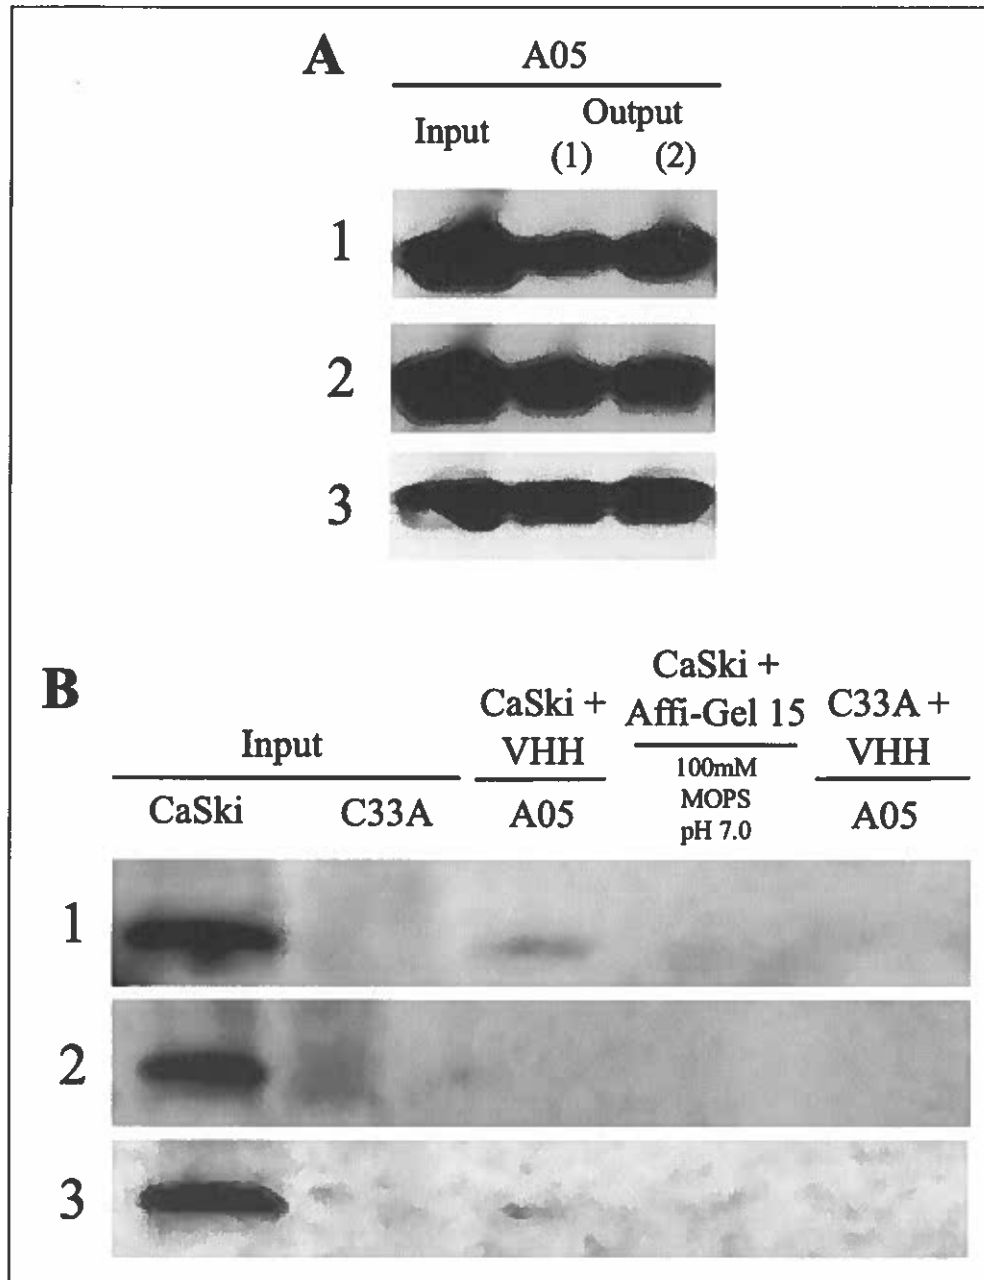 A
A05
Input
Output
(1) (2)
1
2
3
B
Input
CaSki +
VHH
CaSki +
Affi-Gel 15
C33A +
VHH
CaSki
C33A
A05
100mM
MOPS
pH 7.0
A05
1
2
3